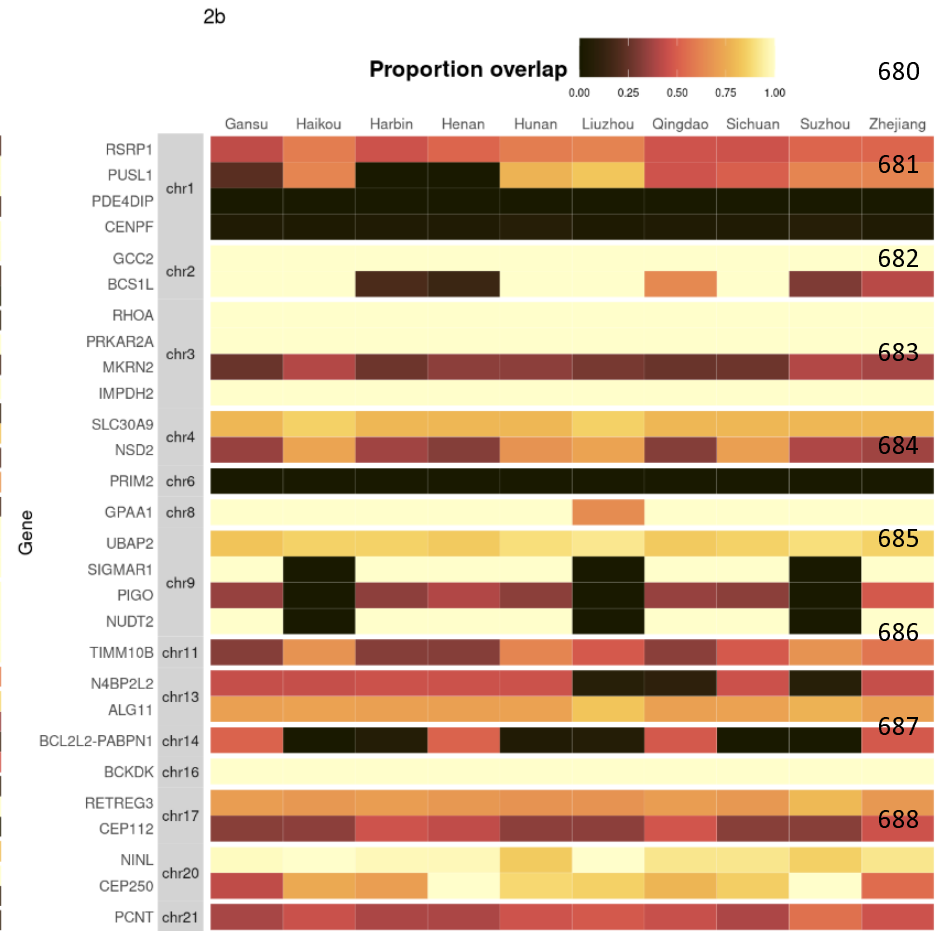 2b
Proportion overlap
680
0.00 0.25 0.50 0.75 1.00
Gansu Haikou Harbin Henan Hunan Liuzhou Qingdao Sichuan Suzhou Zhejiang
RSRP1
681
PUSL1
chr1
PDE4DIP
CENPF
GCC2
682
chr2
BCS1L
RHOA
PRKAR2A
683
chr3
MKRN2
IMPDH2
SLC30A9
chr4
684
NSD2
PRIM2 chr6
GPAA1 chr8
Gene
UBAP2
685
SIGMAR1
chr9
PIGO
NUDT2
686
TIMM10B chr11
N4BP2L2
chr13
ALG11
687
BCL2L2-PABPN1 chr14
BCKDK chr16
RETREG3
chr17
688
CEP112
NINL
chr20
CEP250
PCNT chr21